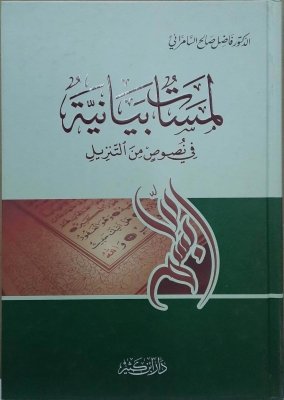 الدكتور فاضل صالح السامرائي
لمسات بيانية
في نصوص من التنزيل
دار ابن كثير